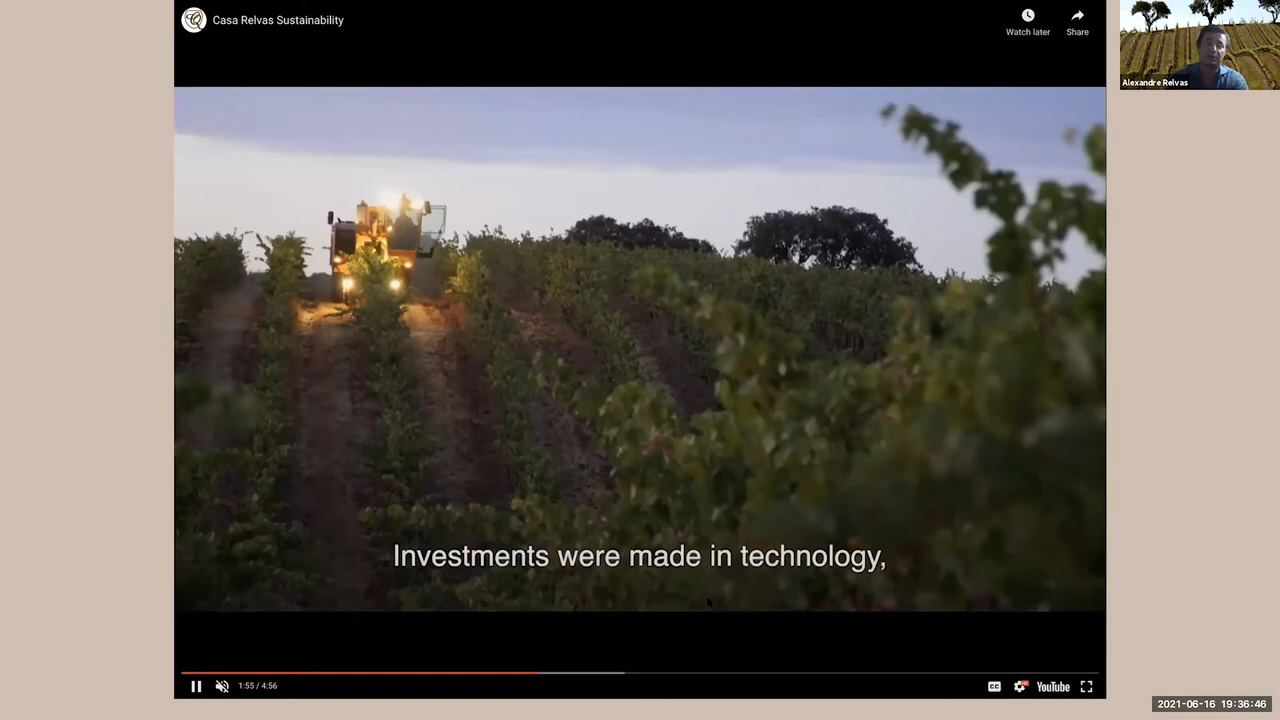 Casa Relvas Sustainability
Watch later
Share
Alexandre Relvas
Investments were made in technology,
1:55 / 4:56
CC
YouTube
2021-06-16 19:36:46